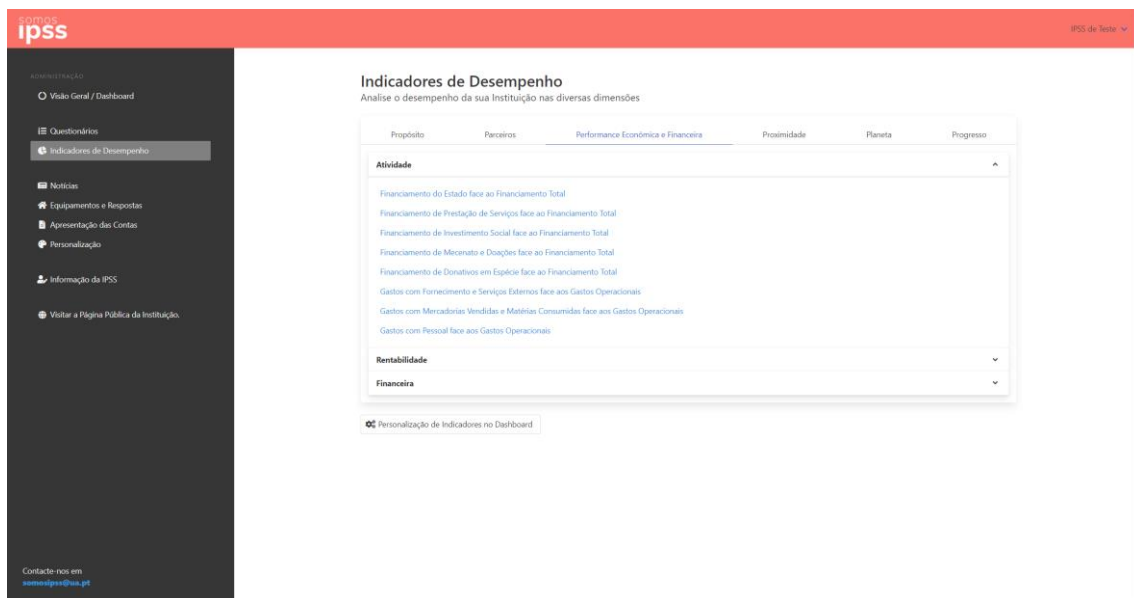 somos
ipss
IPSS de Teste
ADMINISTRAÇÃO
Visão Geral / Dashboard
Questionários
Indicadores de Desempenho
Notícias
Equipamentos e Respostas
Apresentação das Contas
Personalização
Informação da IPSS
Visitar a Página Pública da Instituição.
Contacte-nos em
somosipss@ua.pt
Indicadores de Desempenho
Analise o desempenho da sua Instituição nas diversas dimensões
Propósito Parceiros Performance Económica e Financeira Proximidade Planeta Progresso
Atividade
Financiamento do Estado face ao Financiamento Total
Financiamento de Prestação de Serviços face ao Financiamento Total
Financiamento de Investimento Social face ao Financiamento Total
Financiamento de Mecenato e Doações face ao Financiamento Total
Financiamento de Donativos em Espécie face ao Financiamento Total
Gastos com Fornecimento e Serviços Externos face aos Gastos Operacionais
Gastos com Mercadorias Vendidas e Matérias Consumidas face aos Gastos Operacionais
Gastos com Pessoal face aos Gastos Operacionais
Rentabilidade
Financeira
Personalização de Indicadores no Dashboard